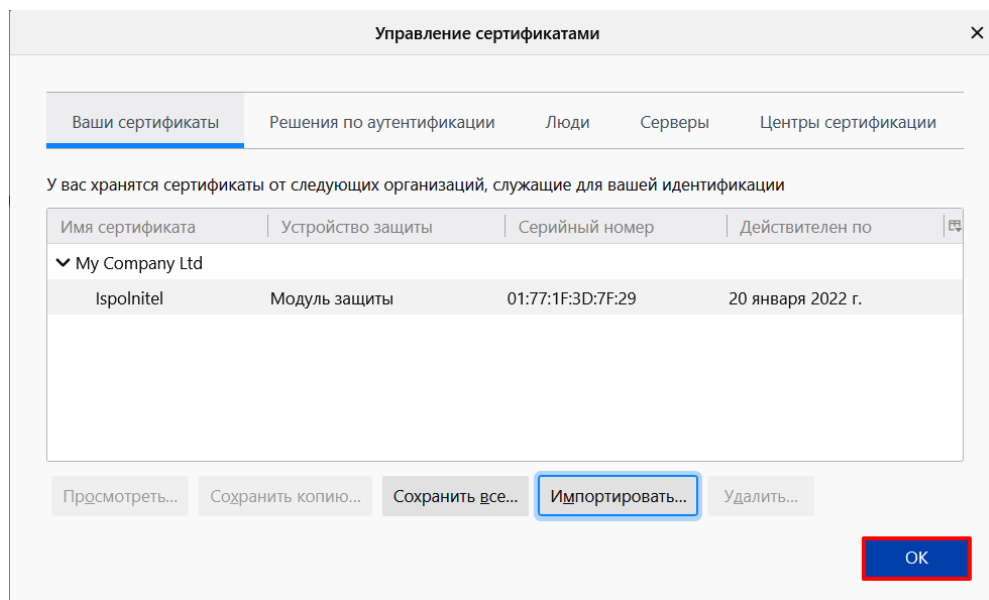 Управление сертификатами
Ваши сертификаты Решения по аутентификации Люди Серверы Центры сертификации
У вас хранятся сертификаты от следующих организаций, служащие для вашей идентификации
Имя сертификата Устройство защиты Серийный номер Действителен по
My Company Ltd
Ispolnitel Модуль защиты 01:77:1F:3D:7F:29 20 января 2022 г.
Просмотреть... Сохранить копию... Сохранить все... Импортировать... Удалить...
ОК